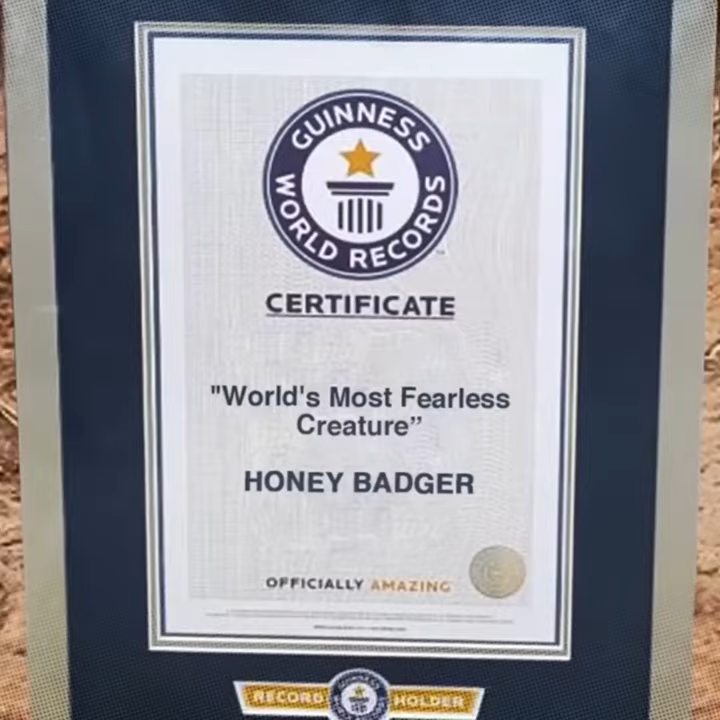 GUINNESS
WORLD RECORDS
CERTIFICATE
"World's Most Fearless
Creature”
HONEY BADGER
OFFICIALLY AMAZING
RECORD HOLDER